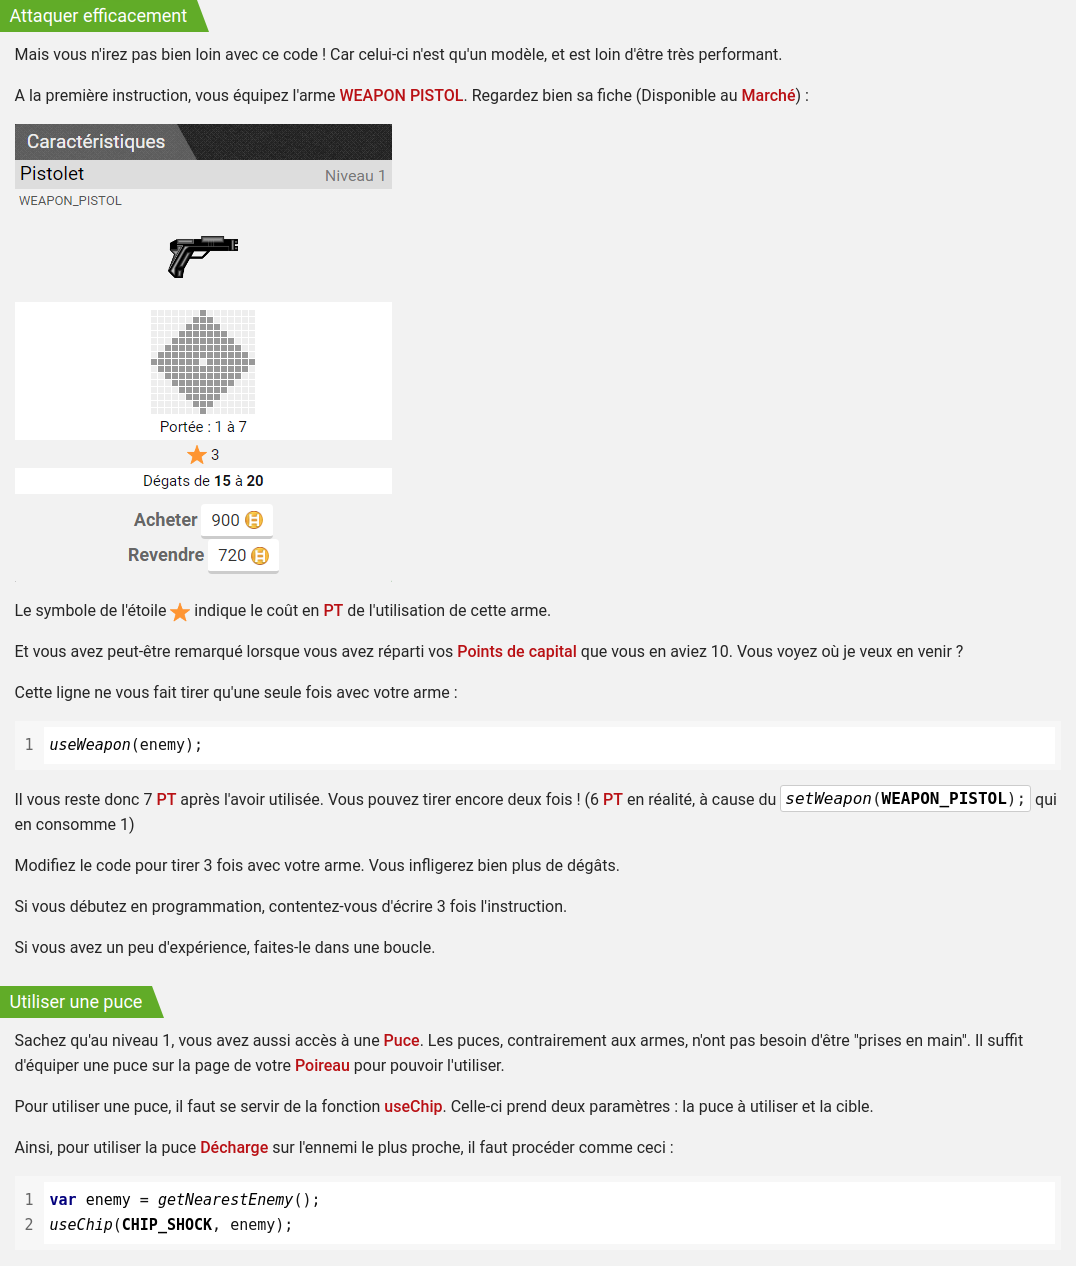 Attaquer efficacement
Mais vous n'irez pas bien loin avec ce code ! Car celui-ci n'est qu'un modèle, et est loin d'être très performant.
A la première instruction, vous équipez l'arme WEAPON PISTOL. Regardez bien sa fiche (Disponible au Marché) :
Caractéristiques
Pistolet Niveau 1
WEAPON_PISTOL
Portée : 1 à 7
3
Dégats de 15 à 20
Acheter 900
Revendre 720
Le symbole de l'étoile indique le coût en PT de l'utilisation de cette arme.
Et vous avez peut-être remarqué lorsque vous avez réparti vos Points de capital que vous en aviez 10. Vous voyez où je veux en venir ?
Cette ligne ne vous fait tirer qu'une seule fois avec votre arme :
1 useWeapon(enemy);
Il vous reste donc 7 PT après l'avoir utilisée. Vous pouvez tirer encore deux fois ! (6 PT en réalité, à cause du setWeapon(WEAPON_PISTOL); qui
en consomme 1)
Modifiez le code pour tirer 3 fois avec votre arme. Vous infligerez bien plus de dégâts.
Si vous débutez en programmation, contentez-vous d'écrire 3 fois l'instruction.
Si vous avez un peu d'expérience, faites-le dans une boucle.
Utiliser une puce
Sachez qu'au niveau 1, vous avez aussi accès à une Puce. Les puces, contrairement aux armes, n'ont pas besoin d'être "prises en main". Il suffit
d'équiper une puce sur la page de votre Poireau pour pouvoir l'utiliser.
Pour utiliser une puce, il faut se servir de la fonction useChip. Celle-ci prend deux paramètres : la puce à utiliser et la cible.
Ainsi, pour utiliser la puce Décharge sur l'ennemi le plus proche, il faut procéder comme ceci :
1 var enemy = getNearestEnemy();
2 useChip(CHIP_SHOCK, enemy);